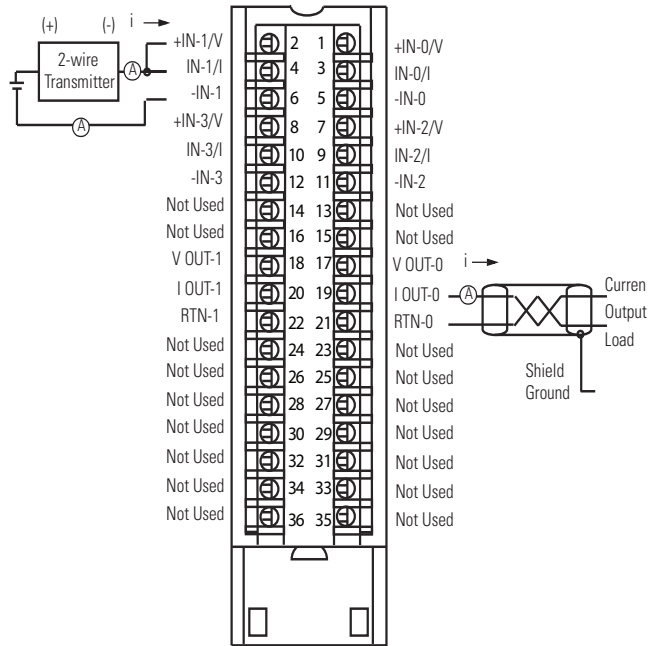 (+) (-) i
2-wire
Transmitter
A
A
+IN-1/V 2 1 +IN-0/V
IN-1/I 4 3 IN-0/I
-IN-1 6 5 -IN-0
+IN-3/V 8 7 +IN-2/V
IN-3/I 10 9 IN-2/I
-IN-3 12 11 -IN-2
Not Used 14 13 Not Used
Not Used 16 15 Not Used
V OUT-1 18 17 V OUT-0 i
I OUT-1 20 19 I OUT-0 A
RTN-1 22 21 RTN-0
Curren
Output
Load
Shield
Ground
Not Used 24 23 Not Used
Not Used 26 25 Not Used
Not Used 28 27 Not Used
Not Used 30 29 Not Used
Not Used 32 31 Not Used
Not Used 34 33 Not Used
Not Used 36 35 Not Used